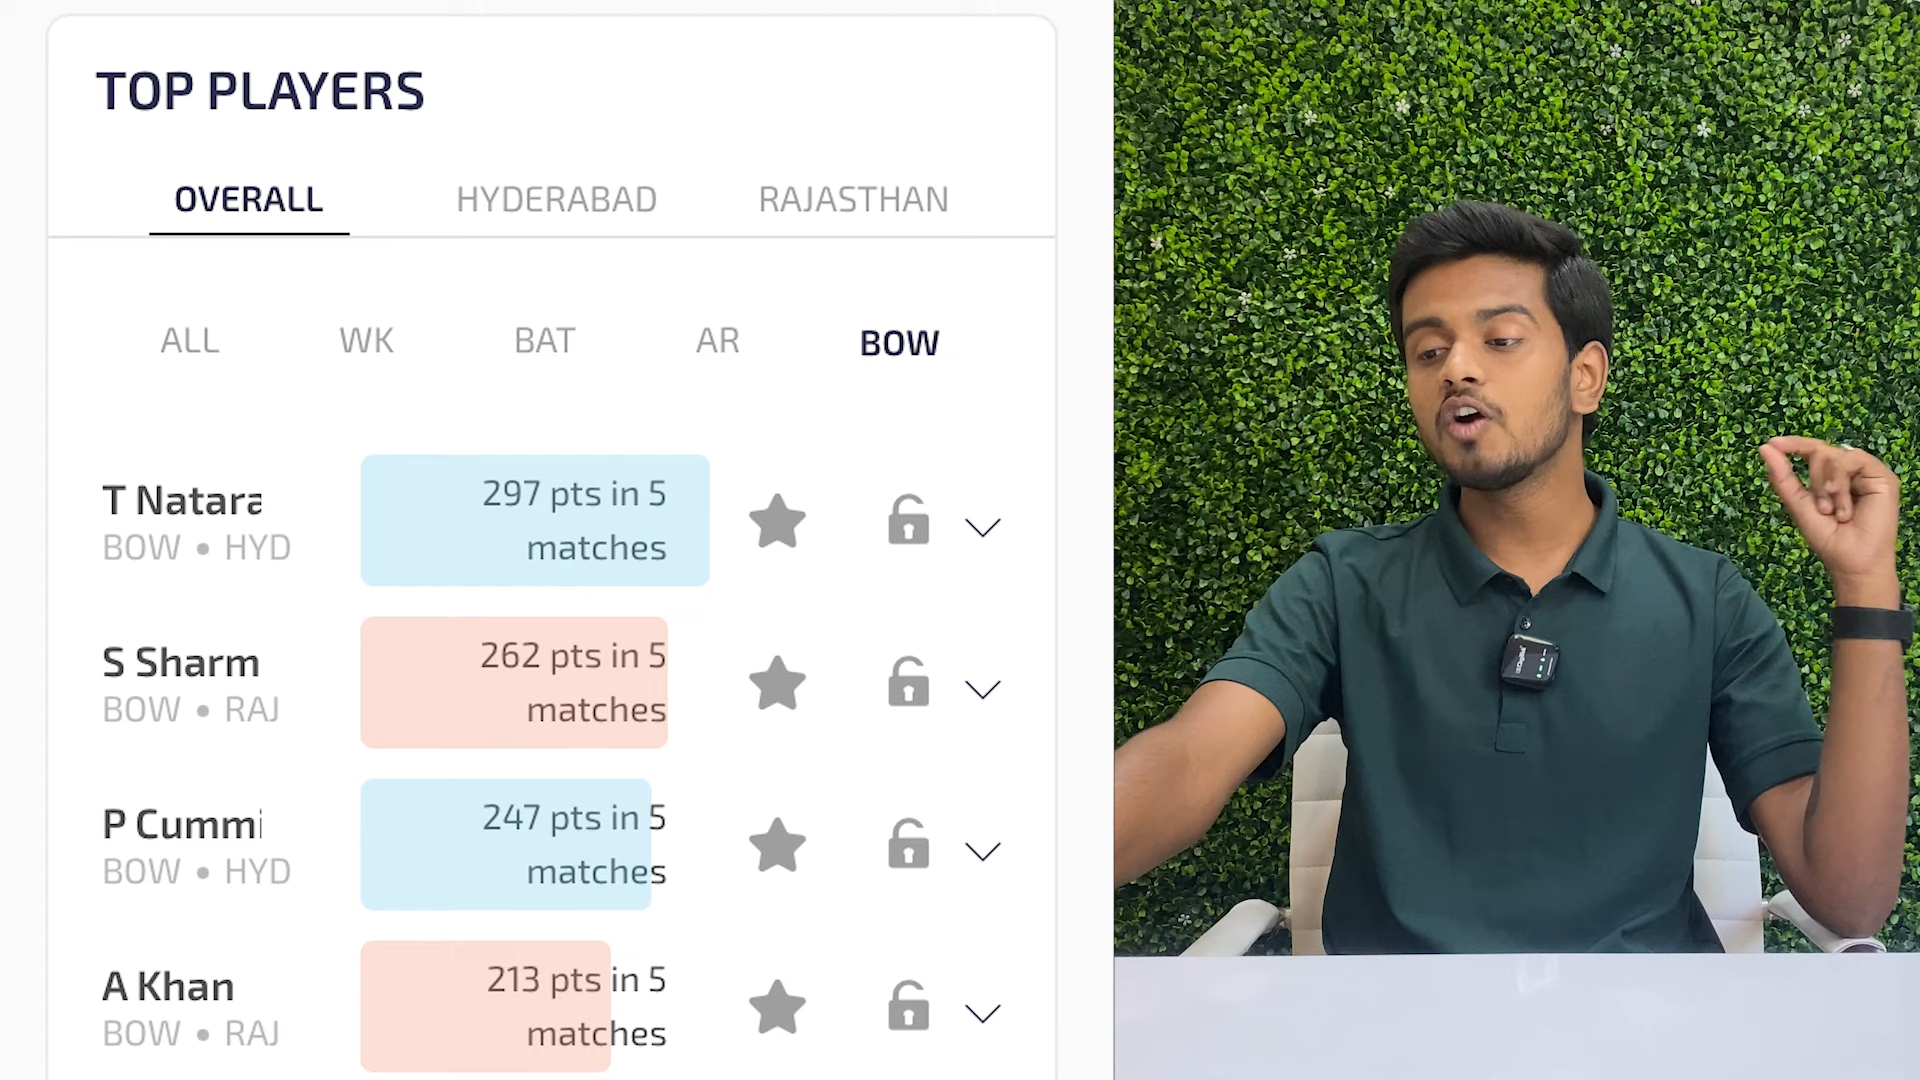 TOP PLAYERS
OVERALL HYDERABAD RAJASTHAN
ALL WK BAT AR BOW
T Natara
BOW • HYD
297 pts in 5
matches
S Sharm
BOW • RAJ
262 pts in 5
matches
P Cummi
BOW • HYD
247 pts in 5
matches
A Khan
BOW • RAJ
213 pts in 5
matches